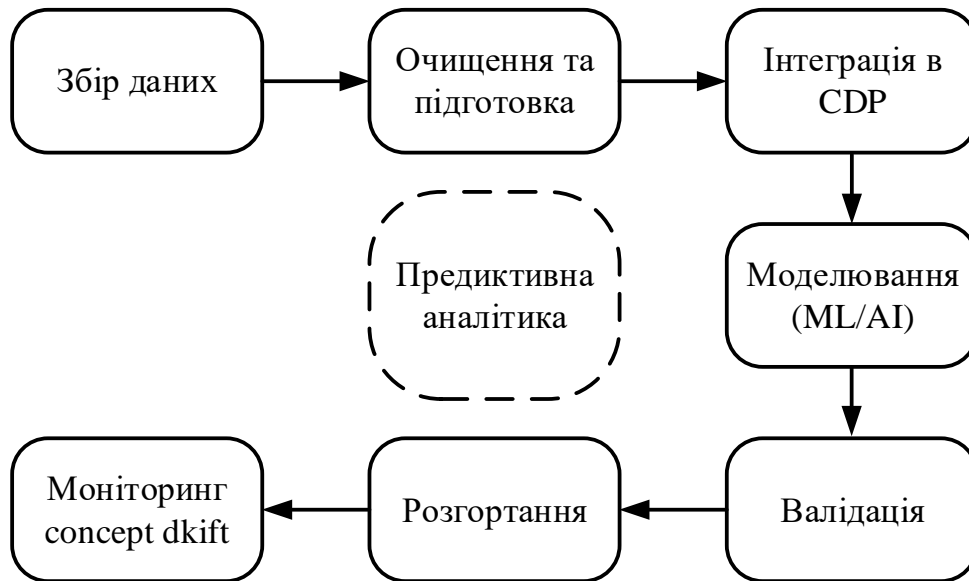 Збір даних
Очищення та
підготовка
Інтеграція в
CDP
Предиктивна
аналітика
Моделювання
(ML/AI)
Моніторинг
concept dkift
Розгортання
Валідація